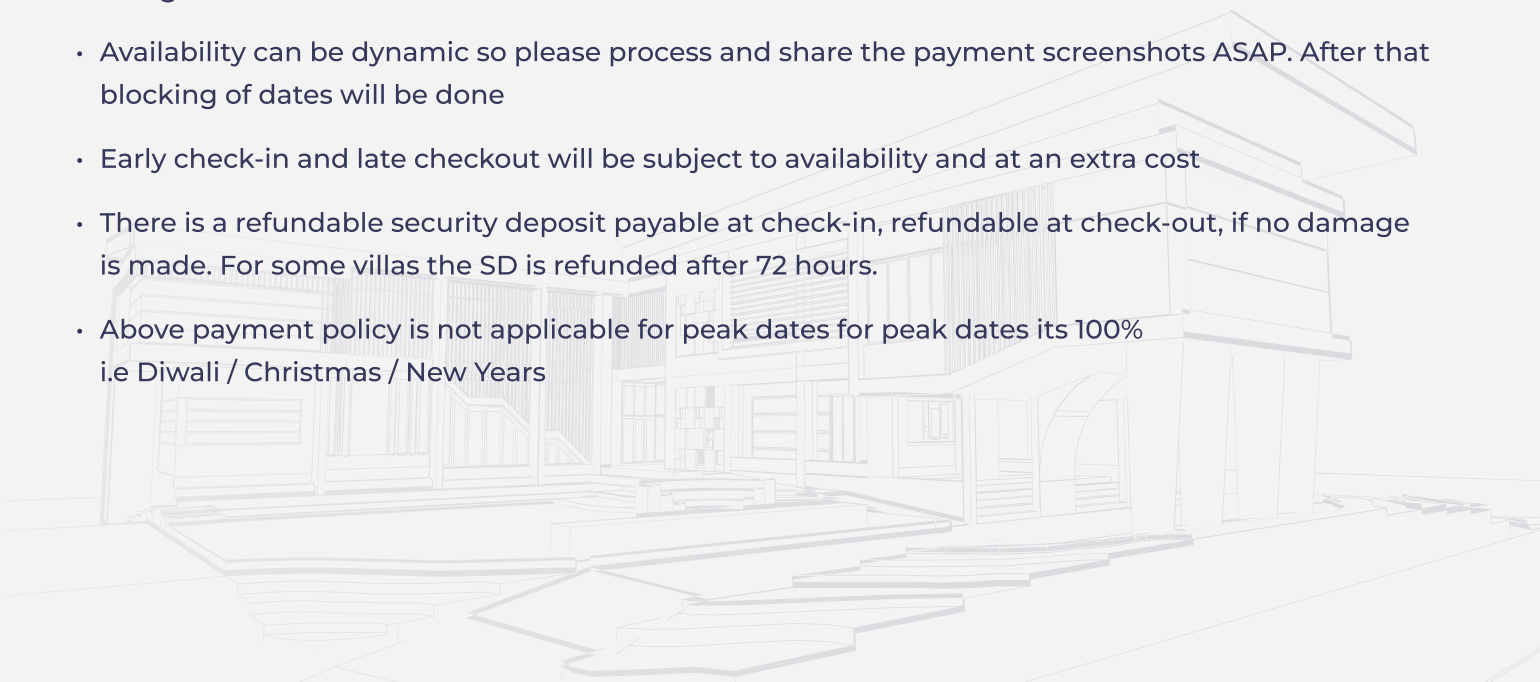 • Availability can be dynamic so please process and share the payment screenshots ASAP. After that
blocking of dates will be done
• Early check-in and late checkout will be subject to availability and at an extra cost
• There is a refundable security deposit payable at check-in, refundable at check-out, if no damage
is made. For some villas the SD is refunded after 72 hours.
• Above payment policy is not applicable for peak dates for peak dates its 100%
i.e Diwali / Christmas / New Years